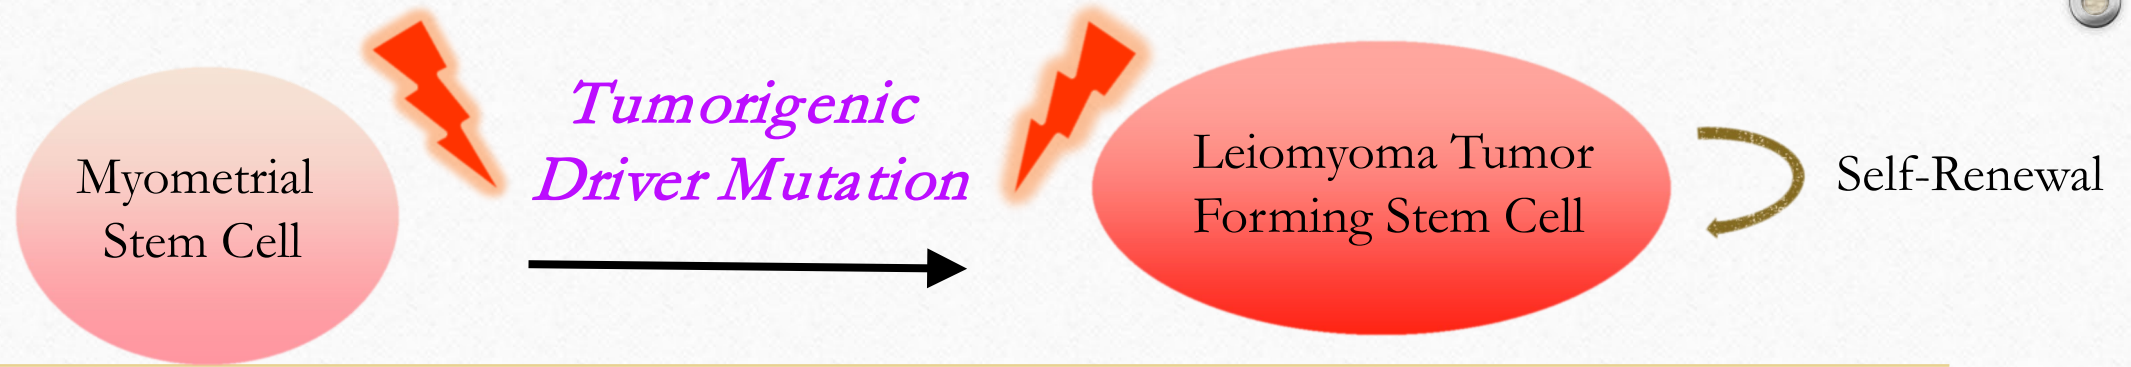 Myometrial
Stem Cell
Tumorigenic
Driver Mutation
Leiomyoma Tumor
Forming Stem Cell
Self-Renewal